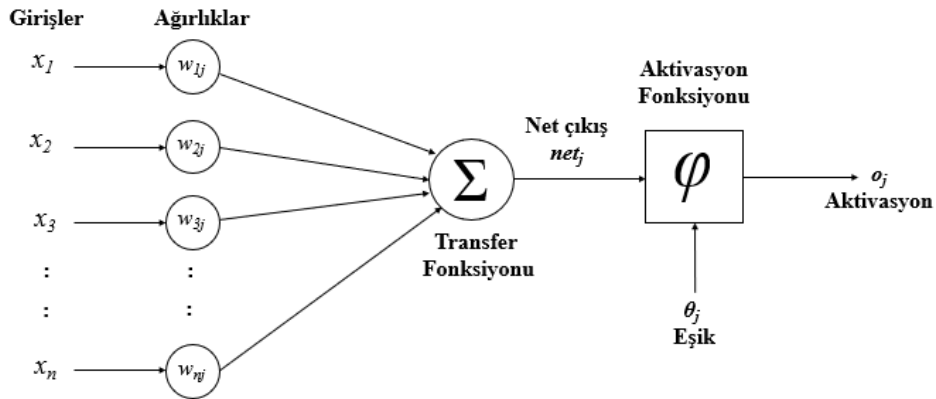 Girişler
Ağırlıklar
x1
w1j
x2
w2j
x3
w3j
:
:
:
:
xn
wnj
Σ
Transfer
Fonksiyonu
Net çıkış
netj
Aktivasyon
Fonksiyonu
φ
θj
Eşik
oj
Aktivasyon